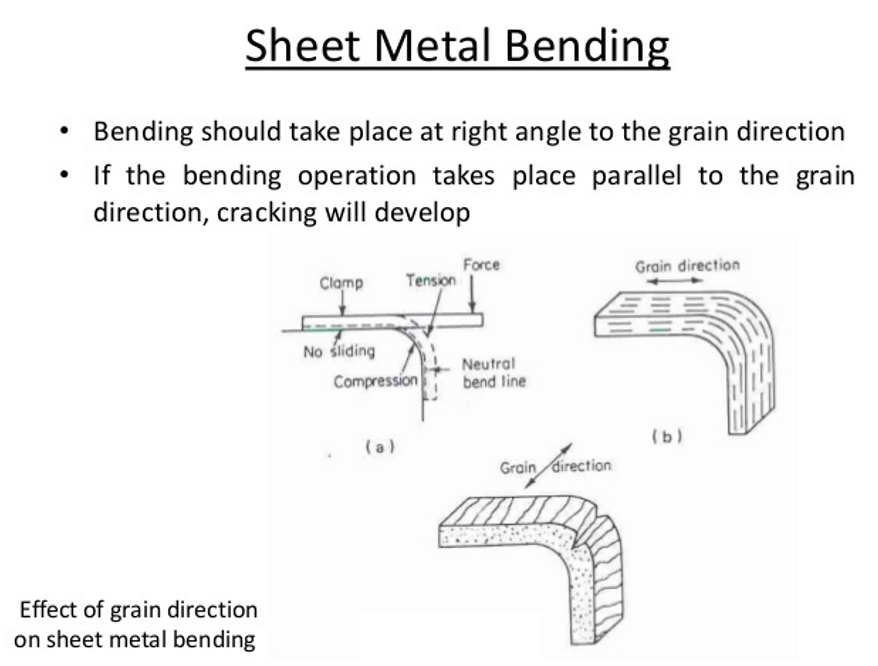 Sheet Metal Bending
• Bending should take place at right angle to the grain direction
• If the bending operation takes place parallel to the grain
direction, cracking will develop
Force
Clamp
Tension
No sliding
Compression
Neutral
bend line
(a)
Grain direction
(b)
Grain direction
Effect of grain direction
on sheet metal bending